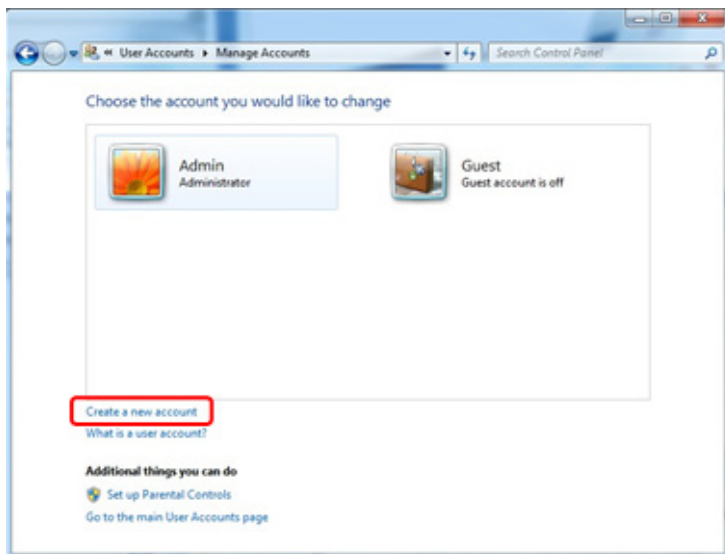 « User Accounts ▸ Manage Accounts
Search Control Panel
Choose the account you would like to change
Admin
Administrator
Guest
Guest account is off
Create a new account
What is a user account?
Additional things you can do
Set up Parental Controls
Go to the main User Accounts page